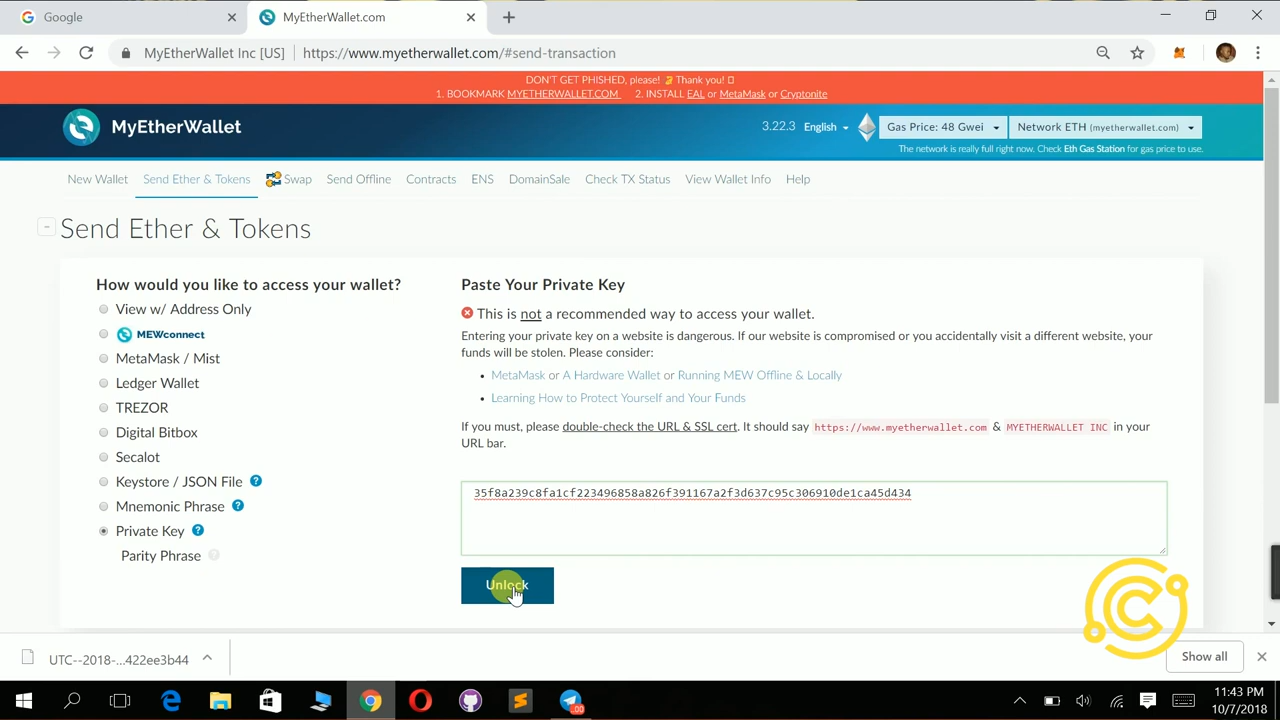 Google
MyEtherWallet.com
MyEtherWallet Inc [US]
https://www.myetherwallet.com/#send-transaction
DON'T GET PHISHED, please! Thank you!
1. BOOKMARK MYETHERWALLET.COM 2. INSTALL EAL or MetaMask or Cryptonite
MyEtherWallet
3.22.3 English
Gas Price: 48 Gwei
Network ETH (myetherwallet.com)
The network is really full right now. Check Eth Gas Station for gas price to use.
New Wallet Send Ether & Tokens Swap Send Offline Contracts ENS DomainSale Check TX Status View Wallet Info Help
Send Ether & Tokens
How would you like to access your wallet?
View w/ Address Only
MEWconnect
MetaMask / Mist
Ledger Wallet
TREZOR
Digital Bitbox
Secalot
Keystore / JSON File ?
Mnemonic Phrase ?
Private Key ?
Parity Phrase ?
Paste Your Private Key
This is not a recommended way to access your wallet.
Entering your private key on a website is dangerous. If our website is compromised or you accidentally visit a different website, your
funds will be stolen. Please consider:
• MetaMask or A Hardware Wallet or Running MEW Offline & Locally
• Learning How to Protect Yourself and Your Funds
If you must, please double-check the URL & SSL cert. It should say https://www.myetherwallet.com & MYETHERWALLET INC in your
URL bar.
35f8a239c8fa1cf223496858a826f391167a2f3d637c95c306910de1ca45d434
Unlock
UTC--2018-...422ee3b44
Show all
11:43 PM
10/7/2018